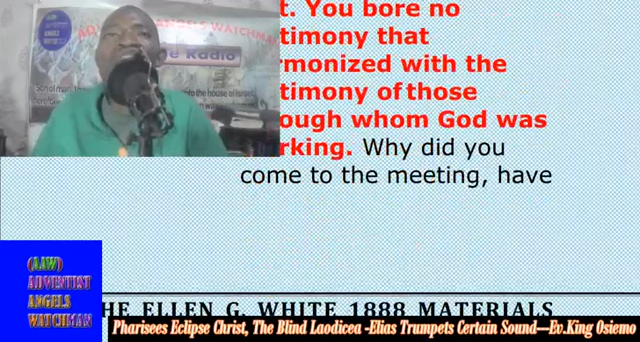 t. You bore no
timony that
rmonized with the
timony of those
ough whom God was
rking. Why did you
come to the meeting, have
HE ELLEN G. WHITE 1888 MATERIALS
(AAW)
ADVENTIST
ANGELS
WATCHMAN
Pharisees Eclipse Christ, The Blind Laodicea -Elias Trumpets Certain Sound—Ev.King Osiemo
Radio